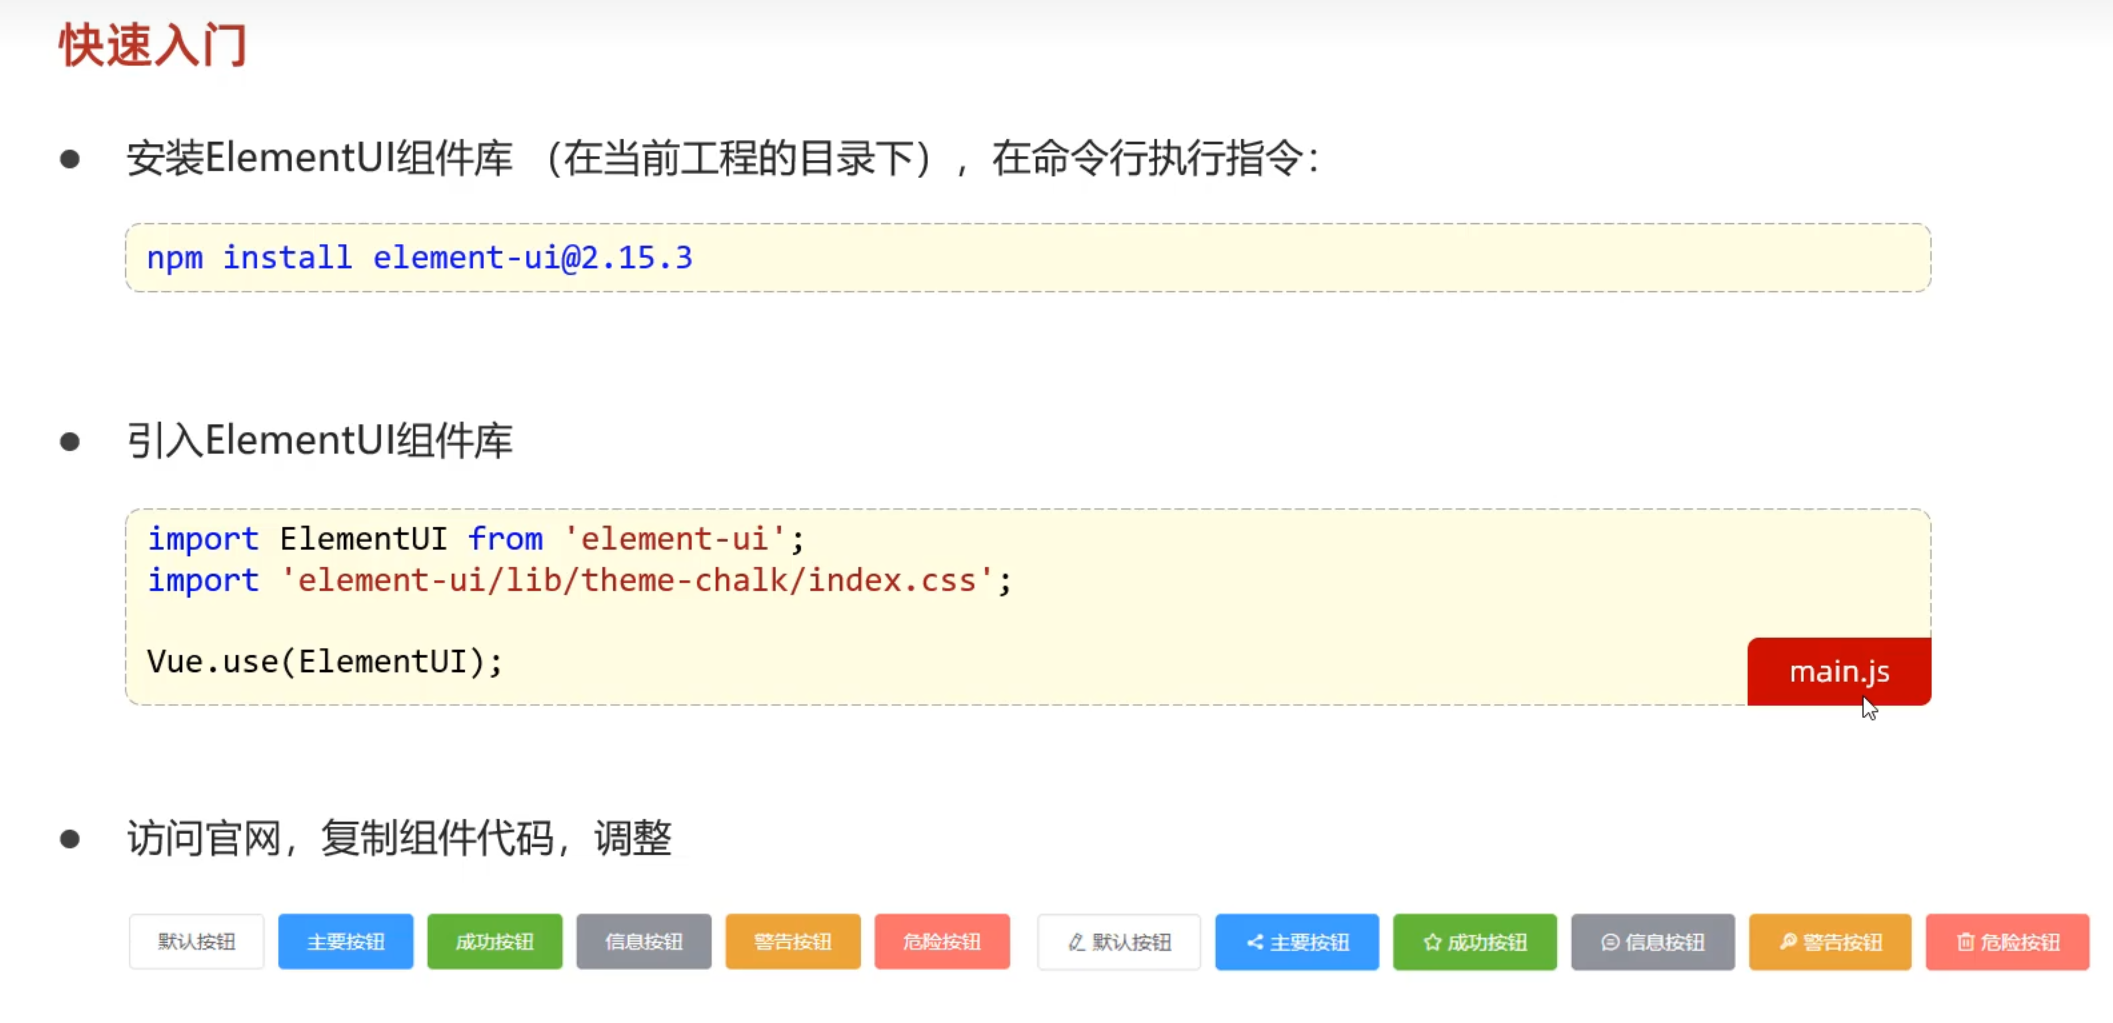 快速入门
安装ElementUI组件库 （在当前工程的目录下），在命令行执行指令：
npm install element-ui@2.15.3
引入ElementUI组件库
import ElementUI from 'element-ui';
import 'element-ui/lib/theme-chalk/index.css';
Vue.use(ElementUI);
main.js
访问官网，复制组件代码，调整
默认按钮 主要按钮 成功按钮 信息按钮 警告按钮 危险按钮 默认按钮 主要按钮 成功按钮 信息按钮 警告按钮 危险按钮